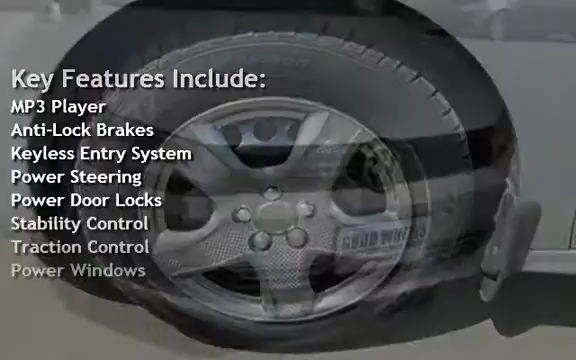 Key Features Include:
MP3 Player
Anti-Lock Brakes
Keyless Entry System
Power Steering
Power Door Locks
Stability Control
Traction Control
Power Windows